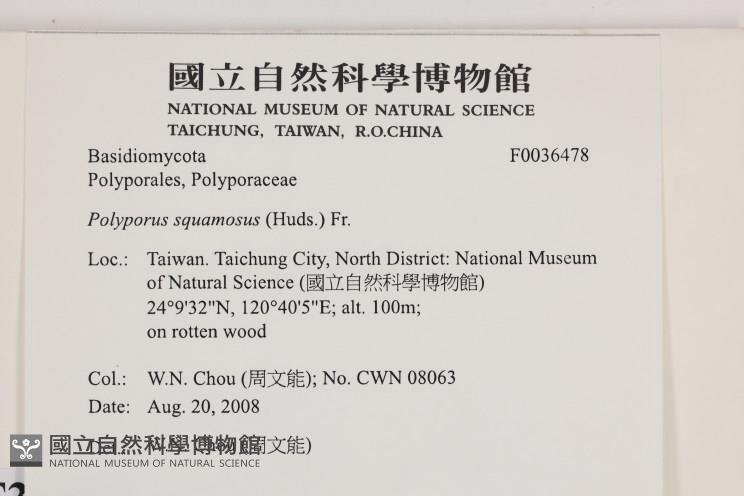 國立自然科學博物館
NATIONAL MUSEUM OF NATURAL SCIENCE
TAICHUNG, TAIWAN, R.O.CHINA
Basidiomycota F0036478
Polyporales, Polyporaceae
Polyporus squamosus (Huds.) Fr.
Loc.: Taiwan. Taichung City, North District: National Museum
of Natural Science (國立自然科學博物館)
24°9'32"N, 120°40'5"E; alt. 100m;
on rotten wood
Col.: W.N. Chou (周文能); No. CWN 08063
Date: Aug. 20, 2008
(周文能)
國立自然科學博物館
NATIONAL MUSEUM OF NATURAL SCIENCE